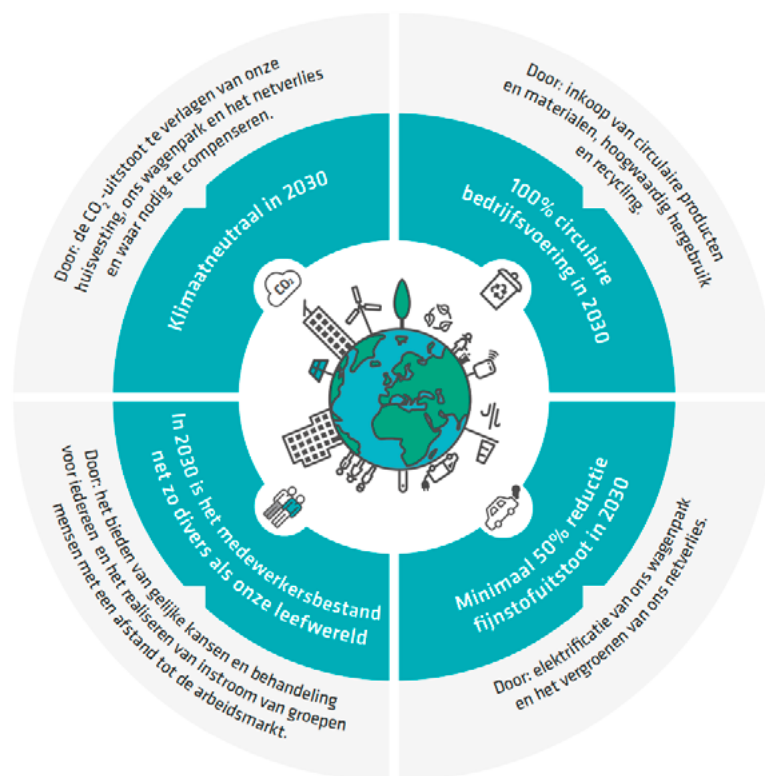 Door: de CO₂-uitstoot te verlagen van onze
huisvesting, ons wagenpark en het netverlies
en waar nodig te compenseren.
Klimaatneutraal in 2030
CO₂
Door: inkoop van circulaire producten
en materialen, hoogwaardig hergebruik
en recycling.
100% circulaire
bedrijfsvoering in 2030
In 2030 is het medewerkersbestand
net zo divers als onze leefwereld
Door: het bieden van gelijke kansen en behandeling
voor iedereen en het realiseren van instroom van groepen
mensen met een afstand tot de arbeidsmarkt.
Minimaal 50% reductie
fijnstofuitstoot in 2030
Door: elektrificatie van ons wagenpark
en het vergroenen van ons netverlies.